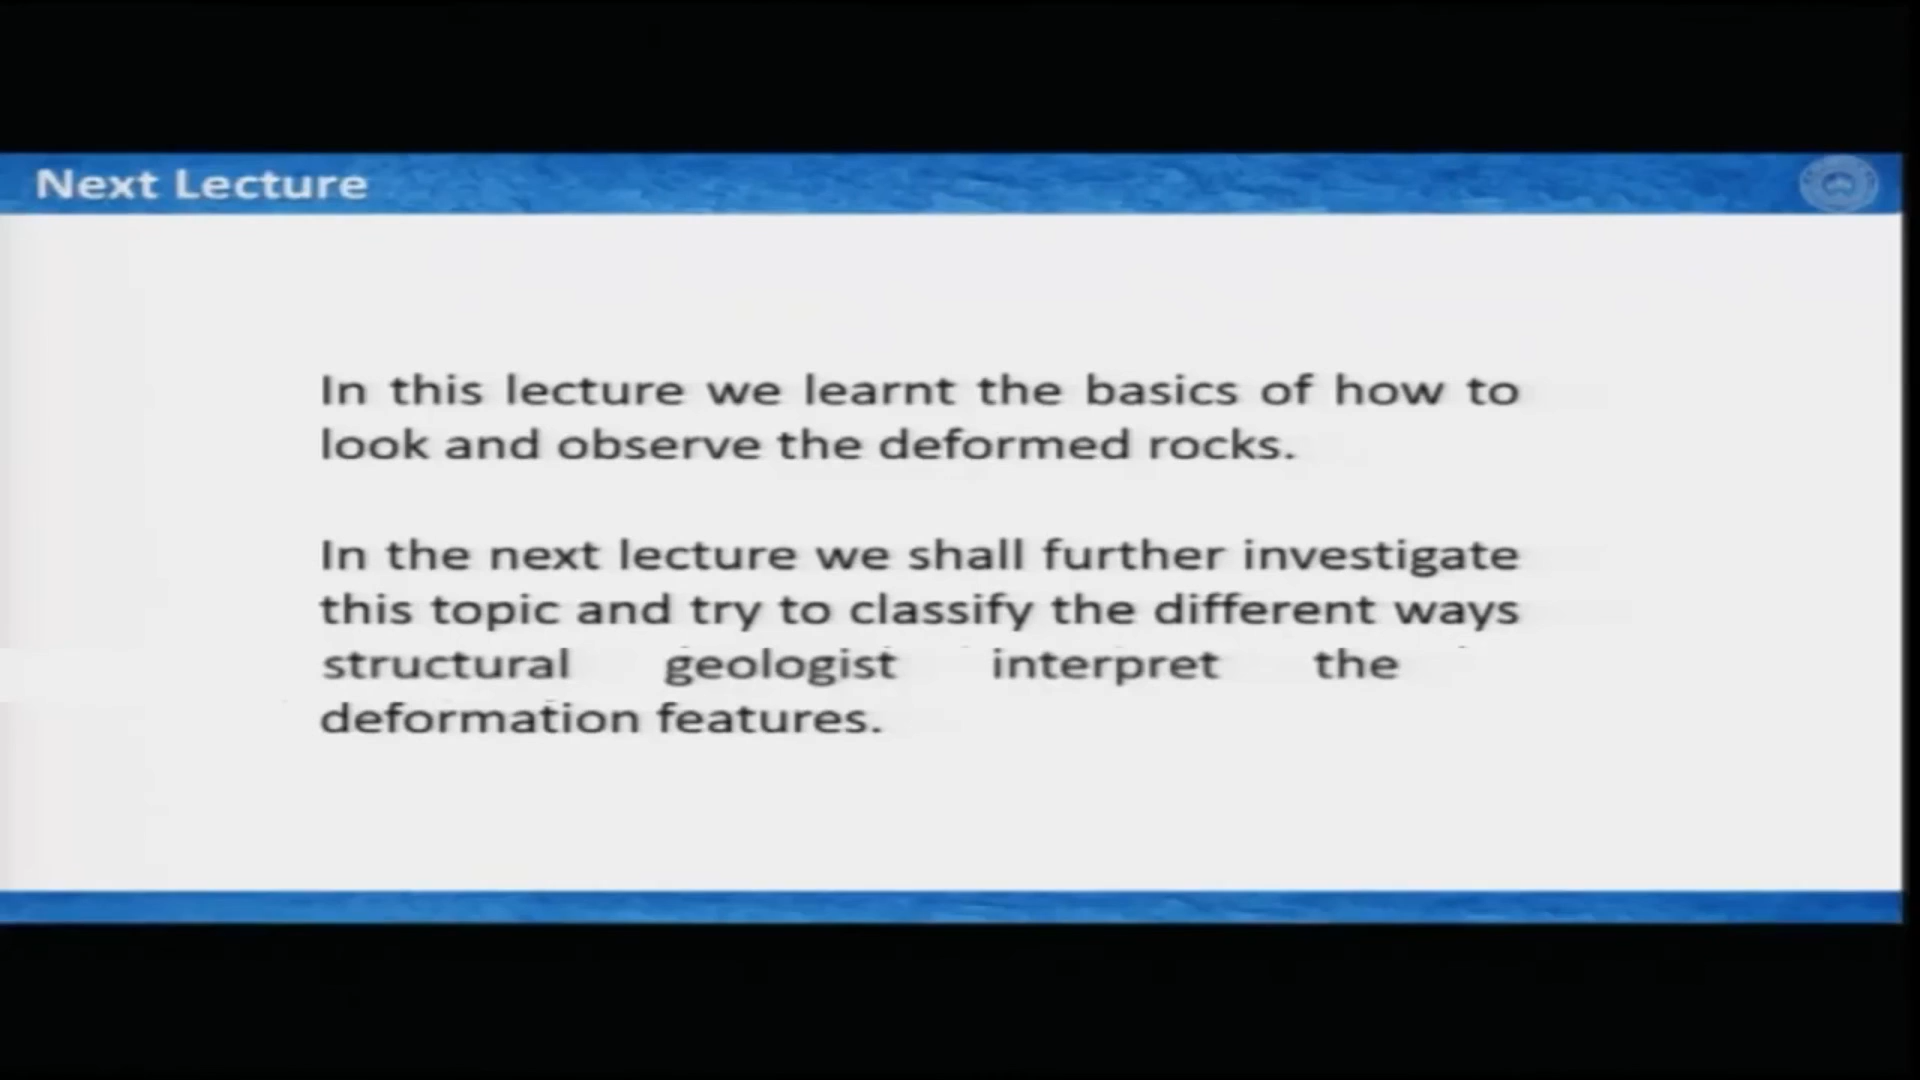 Next Lecture
In this lecture we learnt the basics of how to
look and observe the deformed rocks.
In the next lecture we shall further investigate
this topic and try to classify the different ways
structural geologist interpret the
deformation features.